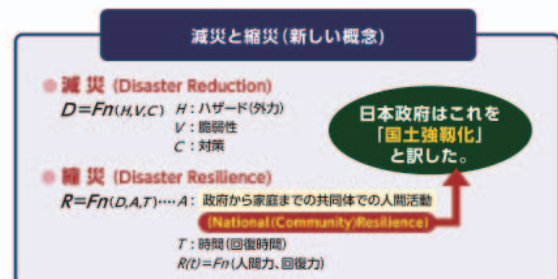 減災と縮災(新しい概念)
●減災 (Disaster Reduction)
D=Fn(H,V,C) H:ハザード(外力)
V:脆弱性
C:対策
日本政府はこれを
「国土強靱化」
と訳した。
●縮災 (Disaster Resilience)
R=Fn(D,A,T)‥‥A:政府から家庭までの共同体での人間活動
(National(Community)Resilience)
T:時間(回復時間)
R(t)=Fn(人間力、回復力)